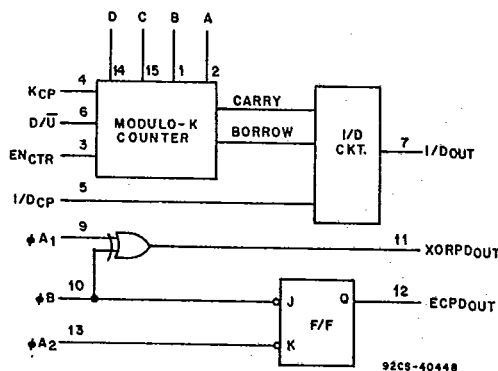 D C B A
14 15 1 2
4
KCP
6
D/U̅
3
ENCTR
MODULO-K
COUNTER
CARRY
BORROW
I/D
CKT.
7
I/DOUT
5
I/DCP
9
ϕA1
11
XORPDOUT
10
ϕB
J Q
12
ECPDOUT
F/F
13
ϕA2
K
92CS-40448